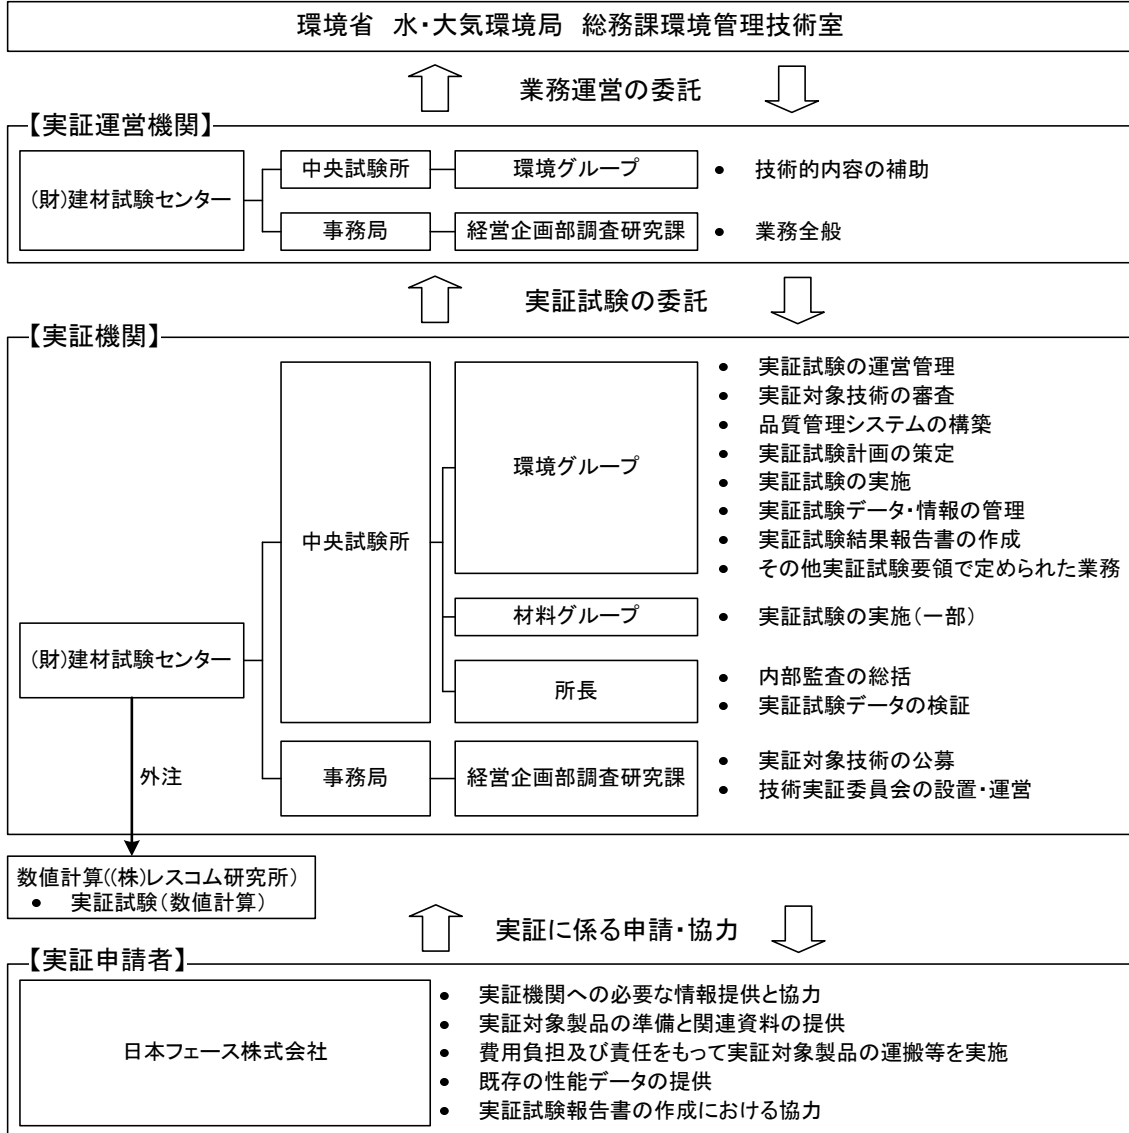 環境省　水・大気環境局　総務課環境管理技術室
業務運営の委託
【実証運営機関】
(財)建材試験センター
中央試験所
環境グループ
● 技術的内容の補助
事務局
経営企画部調査研究課
● 業務全般
実証試験の委託
【実証機関】
(財)建材試験センター
中央試験所
環境グループ
● 実証試験の運営管理
● 実証対象技術の審査
● 品質管理システムの構築
● 実証試験計画の策定
● 実証試験の実施
● 実証試験データ・情報の管理
● 実証試験結果報告書の作成
● その他実証試験要領で定められた業務
材料グループ
● 実証試験の実施(一部)
所長
● 内部監査の総括
● 実証試験データの検証
事務局
経営企画部調査研究課
● 実証対象技術の公募
● 技術実証委員会の設置・運営
外注
数値計算((株)レスコム研究所)
● 実証試験(数値計算)
実証に係る申請・協力
【実証申請者】
日本フェース株式会社
● 実証機関への必要な情報提供と協力
● 実証対象製品の準備と関連資料の提供
● 費用負担及び責任をもって実証対象製品の運搬等を実施
● 既存の性能データの提供
● 実証試験報告書の作成における協力